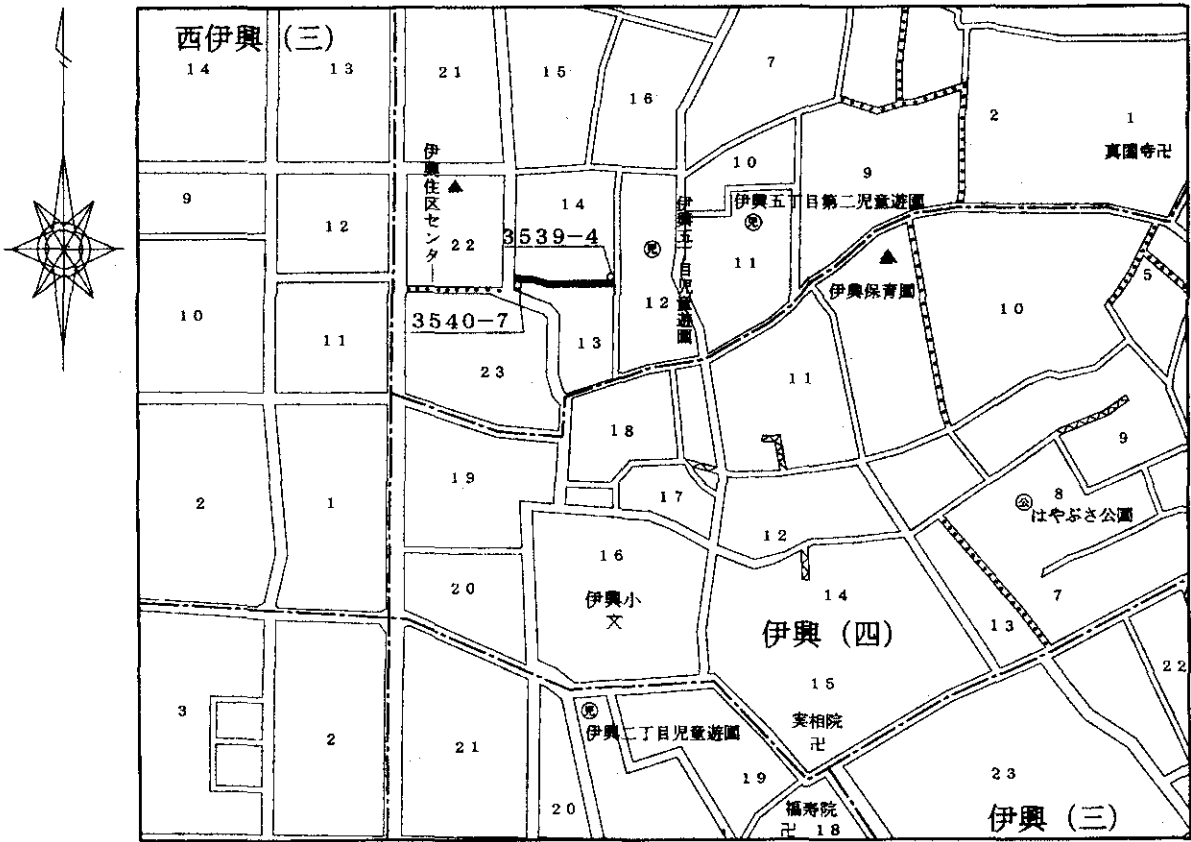 西伊興 (三)
14
13
21
15
16
7
2
1
真国寺卍
伊興住区センター
10
9
9
12
22
14
伊興五丁目児童遊園
伊興五丁目第二児童遊園
児
児
3539-4
11
伊興保育園
5
10
12
10
11
3540-7
13
23
11
18
9
19
2
1
17
公
8
はやぶさ公園
12
16
20
伊興小
文
14
7
伊興 (四)
13
22
15
3
2
21
児
伊興二丁目児童遊園
実相院
卍
19
23
20
福寿院
卍 18
伊興 (三)